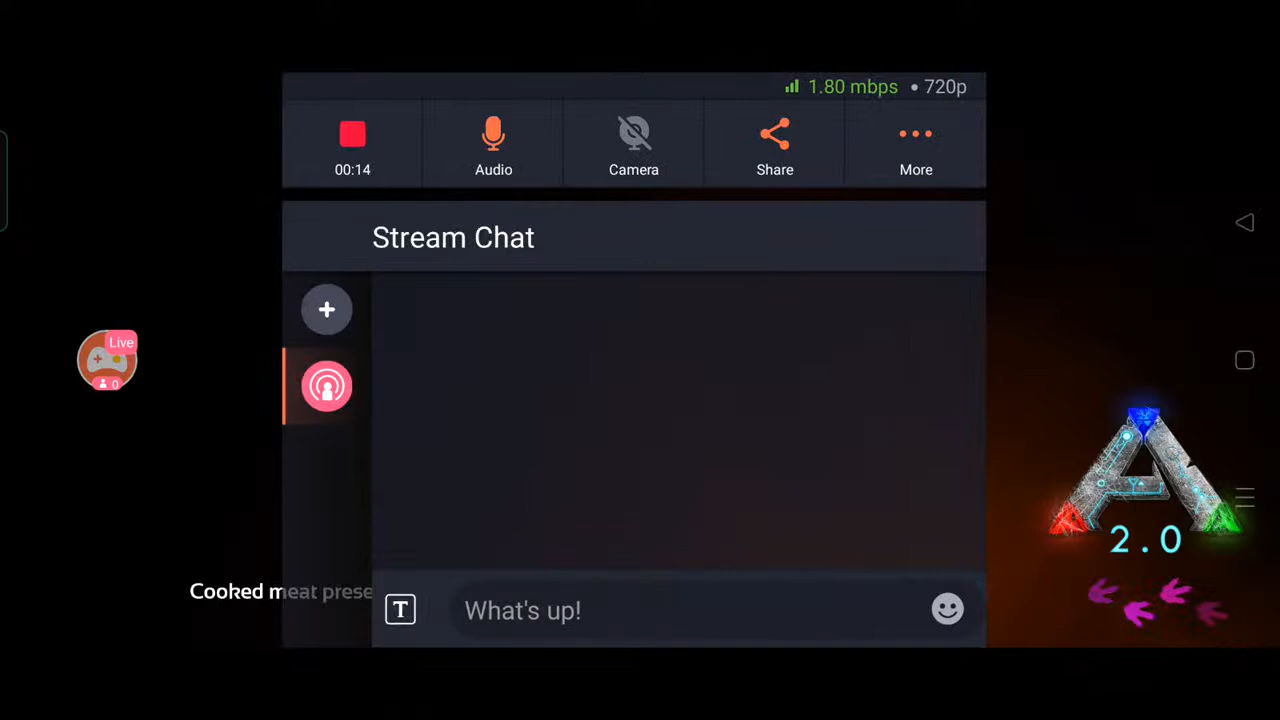 1.80 mbps • 720p
00:14
Audio
Camera
Share
More
Stream Chat
+
Live
0
A
2.0
Cooked meat prese
T
What's up!